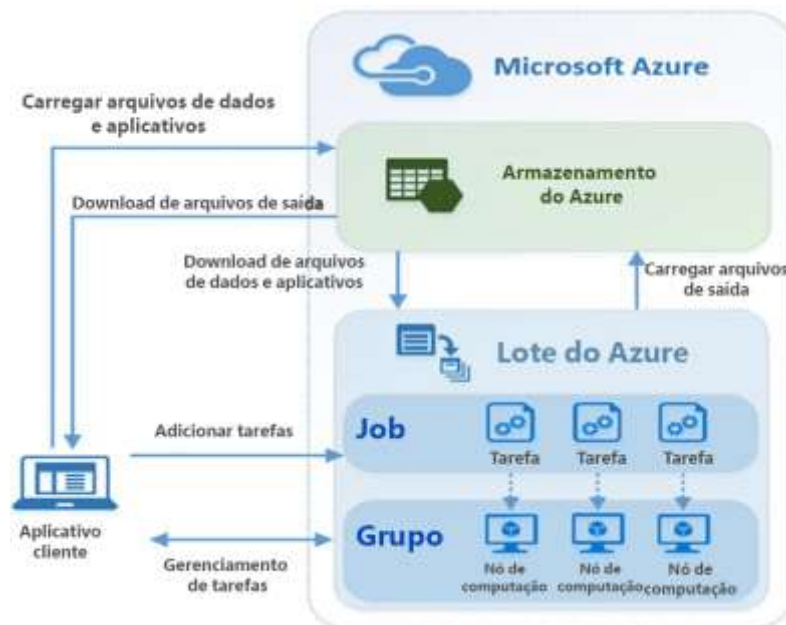 Microsoft Azure
Carregar arquivos de dados
e aplicativos
Armazenamento
do Azure
Download de arquivos de saída
Download de arquivos
de dados e aplicativos
Carregar arquivos
de saída
Lote do Azure
Job
Tarefa
Tarefa
Tarefa
Adicionar tarefas
Aplicativo
cliente
Gerenciamento
de tarefas
Grupo
Nó de
computação
Nó de
computação
Nó de
computação